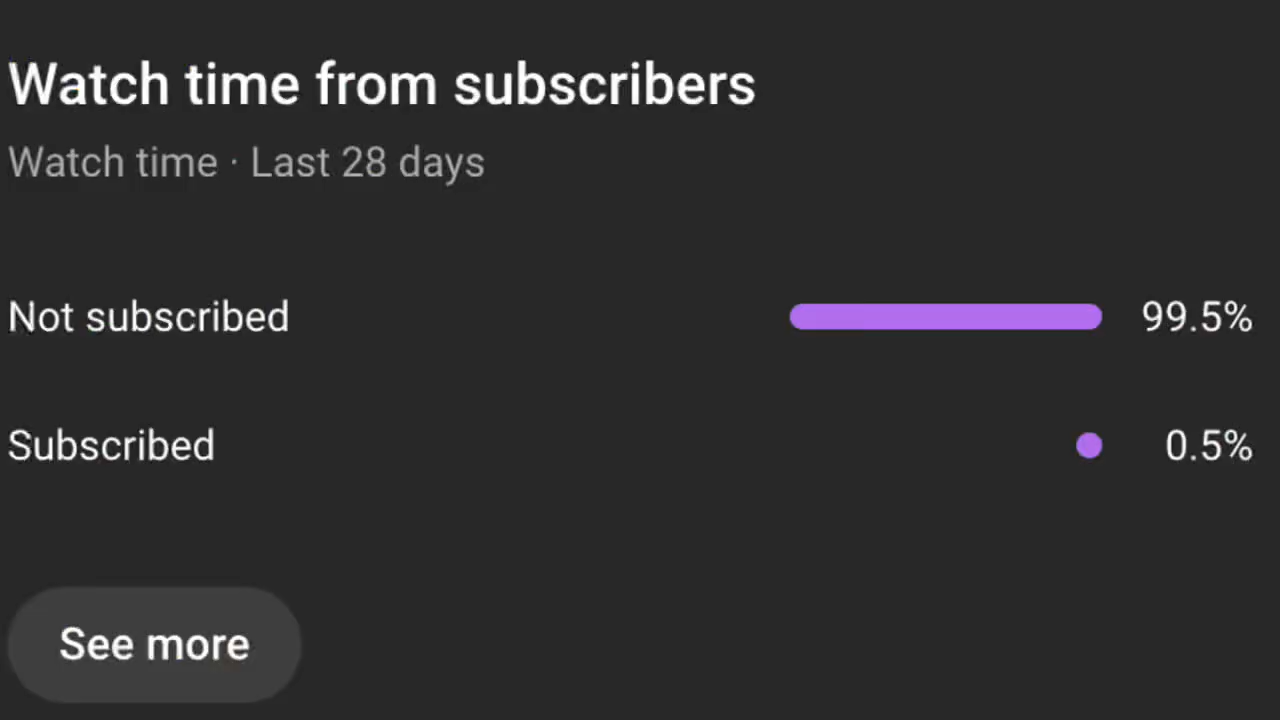 Watch time from subscribers
Watch time · Last 28 days
Not subscribed 99.5%
Subscribed 0.5%
See more